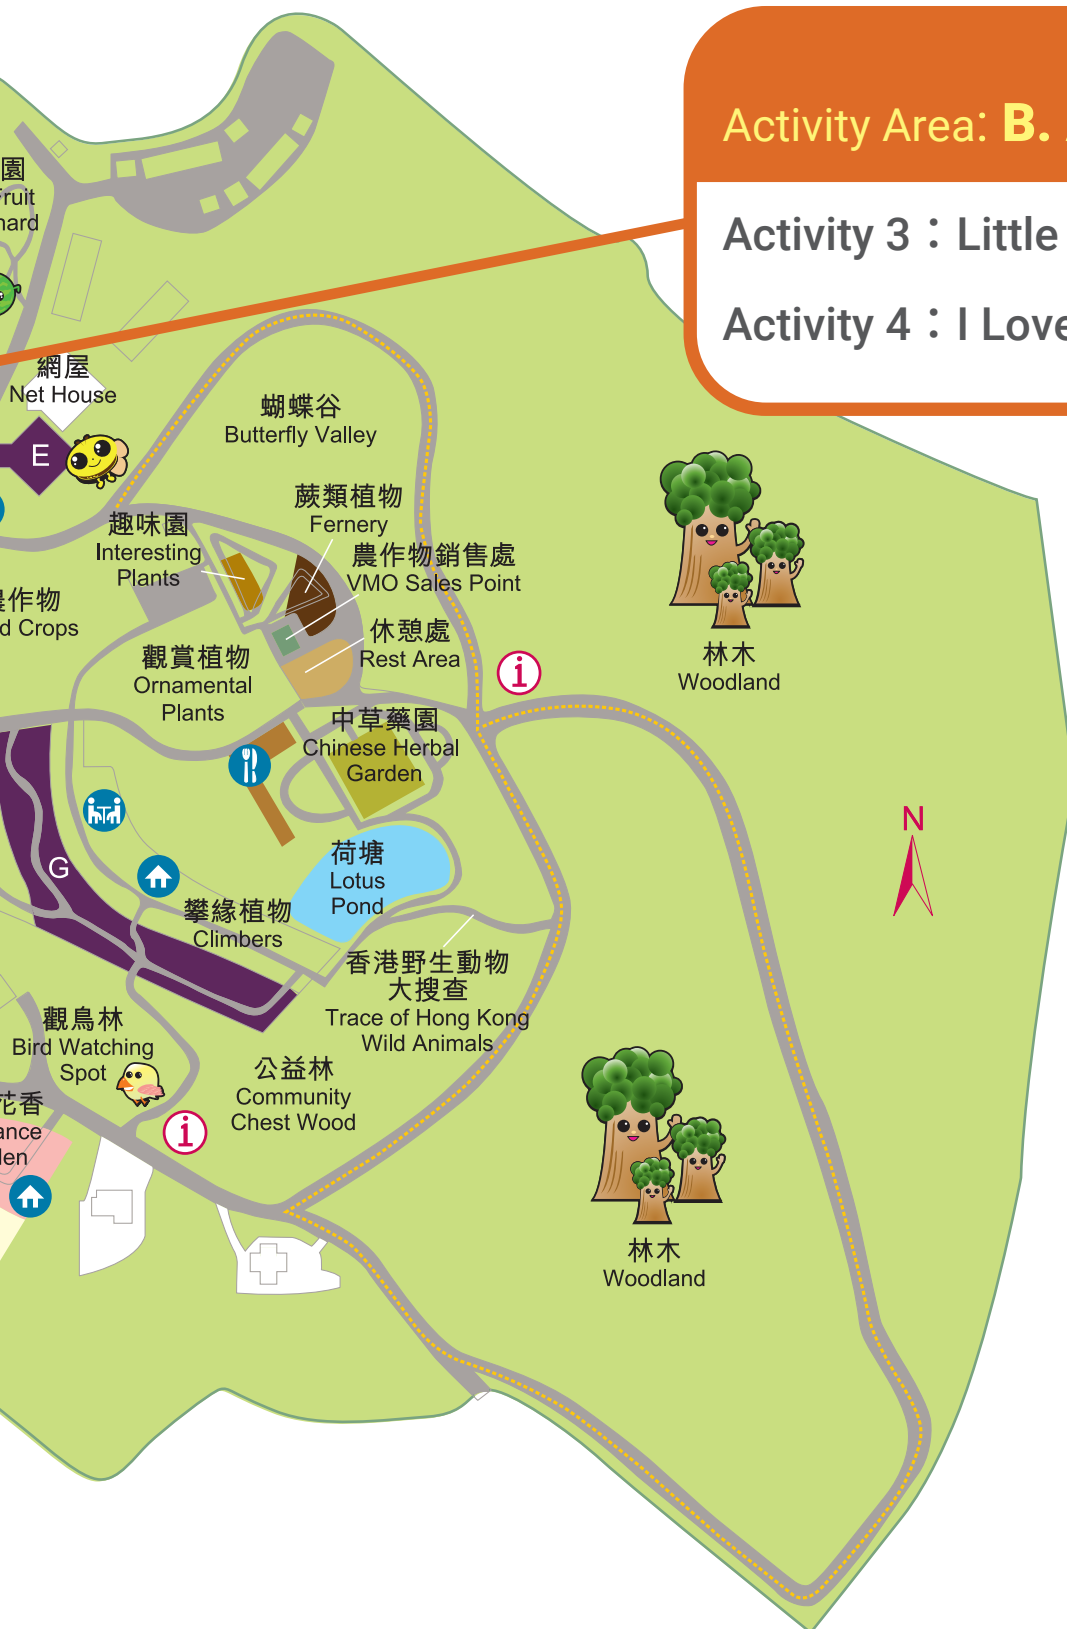 Activity Area: B.
Activity 3：Little
Activity 4：I Love
園
Fruit
網屋
Net House
E
蝴蝶谷
Butterfly Valley
蕨類植物
Fernery
趣味園
Interesting
Plants
農作物銷售處
VMO Sales Point
農作物
d Crops
休憩處
Rest Area
觀賞植物
Ornamental
Plants
林木
Woodland
中草藥園
Chinese Herbal
Garden
N
G
荷塘
Lotus
Pond
攀緣植物
Climbers
香港野生動物
大搜查
Trace of Hong Kong
Wild Animals
觀鳥林
Bird Watching
Spot
公益林
Community
Chest Wood
花香
林木
Woodland